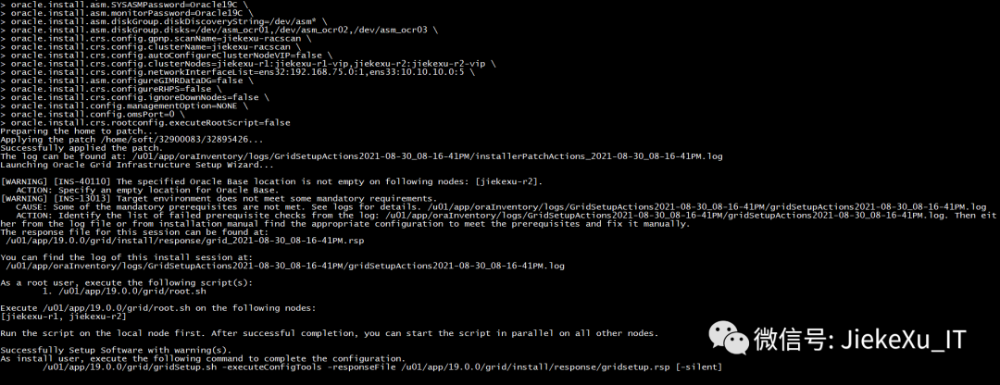 > oracle.install.asm.SYSASMPassword=Oracle19C \
> oracle.install.asm.monitorPassword=Oracle19C \
> oracle.install.asm.diskGroup.diskDiscoveryString=/dev/asm* \
> oracle.install.asm.diskGroup.disks=/dev/asm_ocr01,/dev/asm_ocr02,/dev/asm_ocr03 \
> oracle.install.crs.config.gpnp.scanName=jiekexu-racscan \
> oracle.install.crs.config.clusterName=jiekexu-racscan \
> oracle.install.crs.config.autoConfigureClusterNodeVIP=false \
> oracle.install.crs.config.clusterNodes=jiekexu-r1:jiekexu-r1-vip,jiekexu-r2:jiekexu-r2-vip \
> oracle.install.crs.config.networkInterfaceList=ens32:192.168.75.0:1,ens33:10.10.10.0:5 \
> oracle.install.asm.configureGIMRDataDG=false \
> oracle.install.crs.configureRHPS=false \
> oracle.install.crs.config.ignoreDownNodes=false \
> oracle.install.config.managementOption=NONE \
> oracle.install.config.omsPort=0 \
> oracle.install.crs.rootconfig.executeRootScript=false
Preparing the home to patch...
Applying the patch /home/soft/32900083/32895426...
Successfully applied the patch.
The log can be found at: /u01/app/oraInventory/logs/GridSetupActions2021-08-30_08-16-41PM/installerPatchActions_2021-08-30_08-16-41PM.log
Launching Oracle Grid Infrastructure Setup Wizard...
[WARNING] [INS-40110] The specified Oracle Base location is not empty on following nodes: [jiekexu-r2].
ACTION: Specify an empty location for Oracle Base.
[WARNING] [INS-13013] Target environment does not meet some mandatory requirements.
CAUSE: Some of the mandatory prerequisites are not met. See logs for details. /u01/app/oraInventory/logs/GridSetupActions2021-08-30_08-16-41PM/gridSetupActions2021-08-30_08-16-41PM.log
ACTION: Identify the list of failed prerequisite checks from the log: /u01/app/oraInventory/logs/GridSetupActions2021-08-30_08-16-41PM/gridSetupActions2021-08-30_08-16-41PM.log. Then eit
her from the log file or from installation manual find the appropriate configuration to meet the prerequisites and fix it manually.
The response file for this session can be found at:
/u01/app/19.0.0/grid/install/response/grid_2021-08-30_08-16-41PM.rsp
You can find the log of this install session at:
/u01/app/oraInventory/logs/GridSetupActions2021-08-30_08-16-41PM/gridSetupActions2021-08-30_08-16-41PM.log
As a root user, execute the following script(s):
1. /u01/app/19.0.0/grid/root.sh
Execute /u01/app/19.0.0/grid/root.sh on the following nodes:
[jiekexu-r1, jiekexu-r2]
Run the script on the local node first. After successful completion, you can start the script in parallel on all other nodes.
Successfully Setup Software with warning(s).
As install user, execute the following command to complete the configuration.
/u01/app/19.0.0/grid/gridSetup.sh -executeConfigTools -responseFile /u01/app/19.0.0/grid/install/response/gridsetup.rsp [-silent]
微信号: JiekeXu_IT